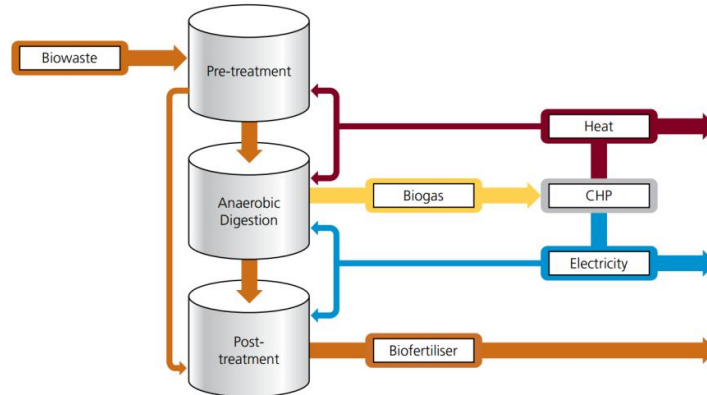 Biowaste
Pre-treatment
Heat
Anaerobic
Digestion
Biogas
CHP
Electricity
Post-
treatment
Biofertiliser